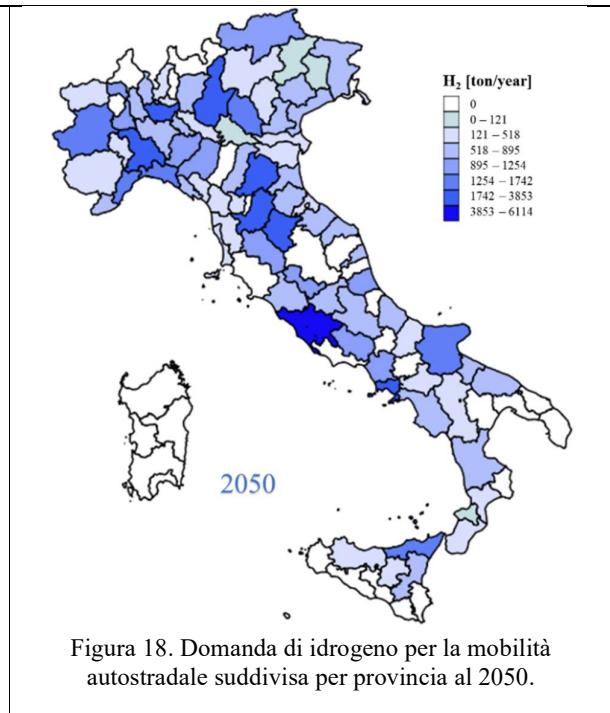 H₂ [ton/year]
0
0 – 121
121 – 518
518 – 895
895 – 1254
1254 – 1742
1742 – 3853
3853 – 6114
2050
Figura 18. Domanda di idrogeno per la mobilità
autostradale suddivisa per provincia al 2050.